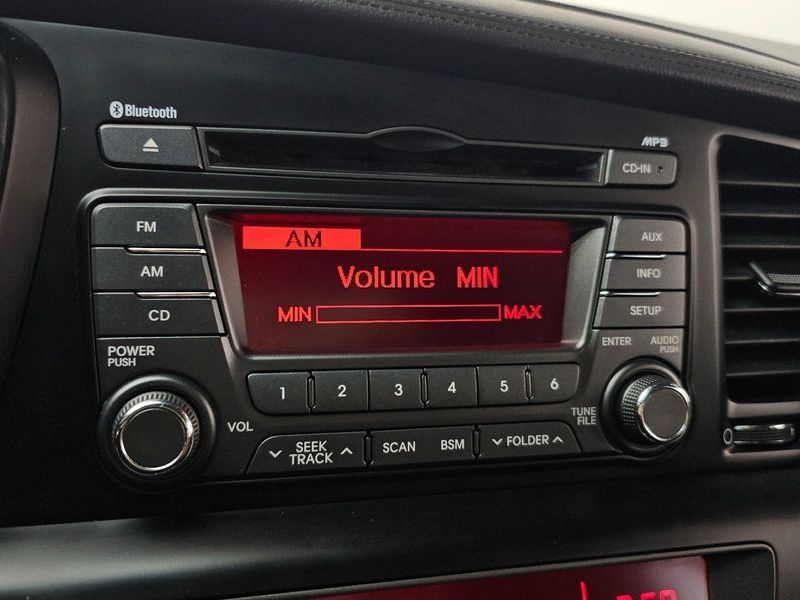 Bluetooth
MP3
CD-IN
FM
AM
CD
AM
Volume MIN
MIN MAX
AUX
INFO
SETUP
POWER
PUSH
ENTER
AUDIO
PUSH
1 2 3 4 5 6
VOL
TUNE
FILE
SEEK
TRACK
SCAN
BSM
FOLDER